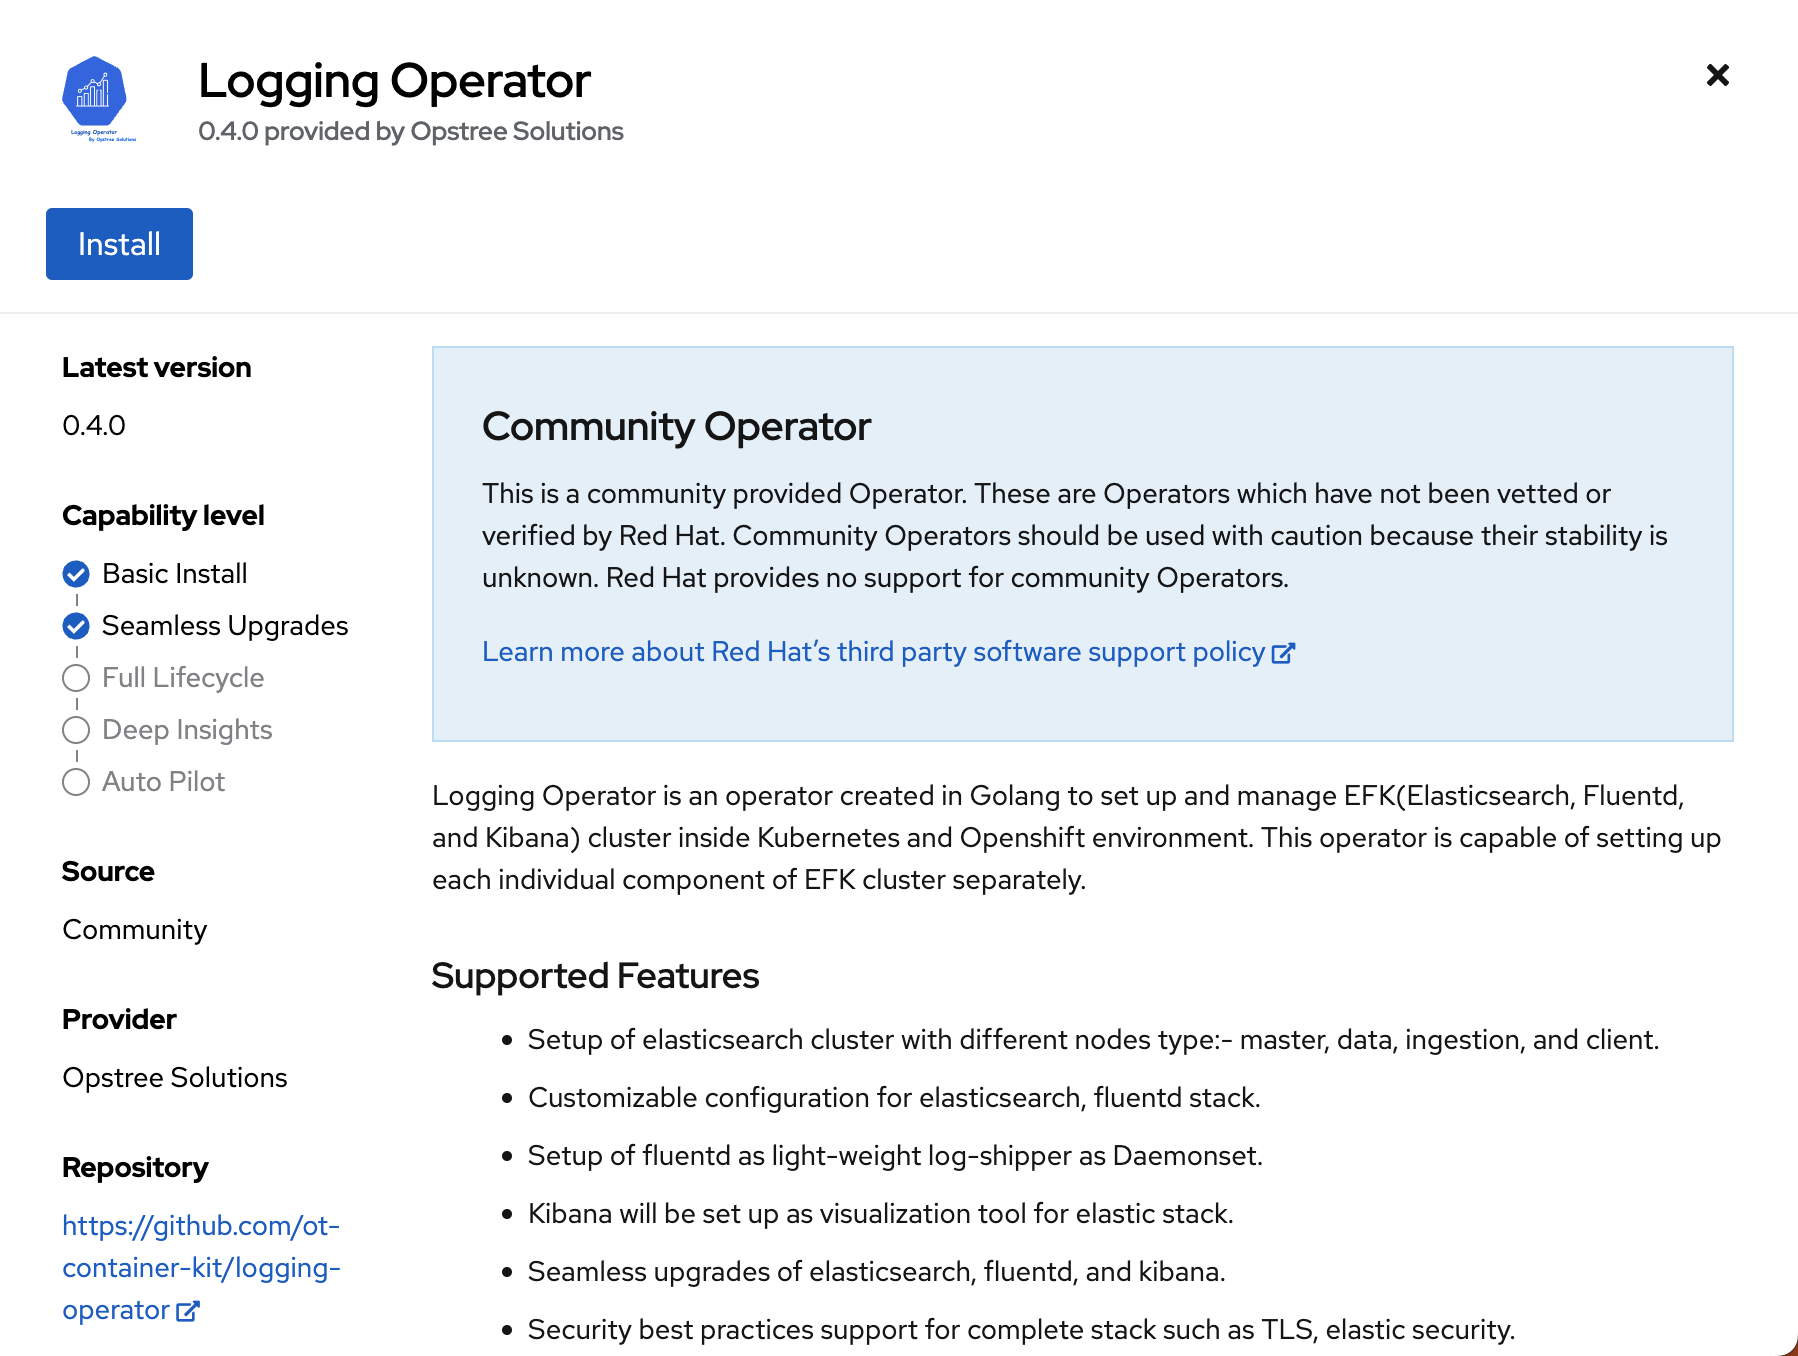 Logging Operator
By Opstree Solutions
Logging Operator
0.4.0 provided by Opstree Solutions
Install
Latest version
0.4.0
Capability level
Basic Install
Seamless Upgrades
Full Lifecycle
Deep Insights
Auto Pilot
Source
Community
Provider
Opstree Solutions
Repository
https://github.com/ot-
container-kit/logging-
operator
Community Operator
This is a community provided Operator. These are Operators which have not been vetted or
verified by Red Hat. Community Operators should be used with caution because their stability is
unknown. Red Hat provides no support for community Operators.
Learn more about Red Hat’s third party software support policy
Logging Operator is an operator created in Golang to set up and manage EFK(Elasticsearch, Fluentd,
and Kibana) cluster inside Kubernetes and Openshift environment. This operator is capable of setting up
each individual component of EFK cluster separately.
Supported Features
• Setup of elasticsearch cluster with different nodes type:- master, data, ingestion, and client.
• Customizable configuration for elasticsearch, fluentd stack.
• Setup of fluentd as light-weight log-shipper as Daemonset.
• Kibana will be set up as visualization tool for elastic stack.
• Seamless upgrades of elasticsearch, fluentd, and kibana.
• Security best practices support for complete stack such as TLS, elastic security.